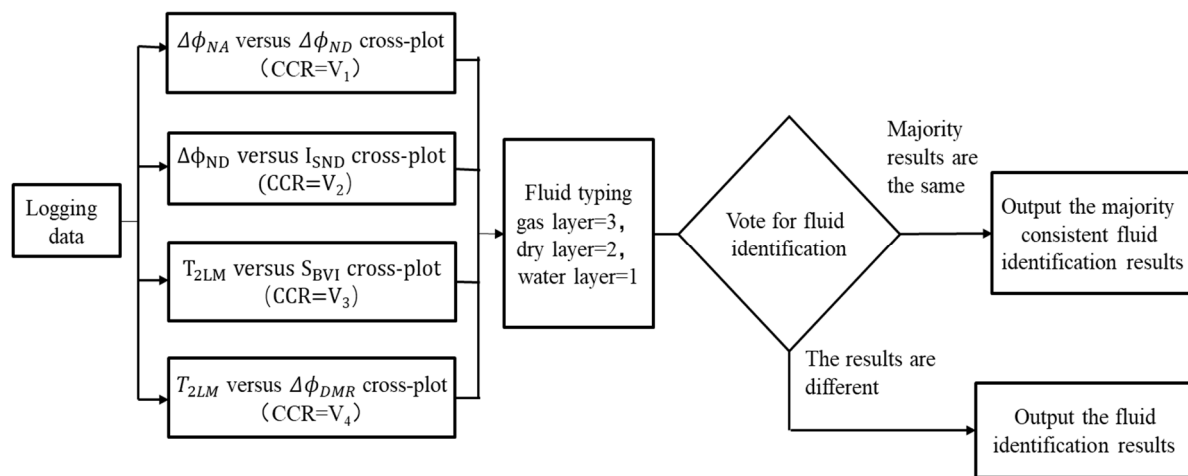 Logging
data
Δϕ_NA versus Δϕ_ND cross-plot
(CCR=V₁)
Δϕ_ND versus I_SND cross-plot
(CCR=V₂)
T₂LM versus S_BVI cross-plot
(CCR=V₃)
T₂LM versus Δϕ_DMR cross-plot
(CCR=V₄)
Fluid typing
gas layer=3,
dry layer=2,
water layer=1
Vote for fluid
identification
Majority
results are
the same
Output the majority
consistent fluid
identification results
The results are
different
Output the fluid
identification results